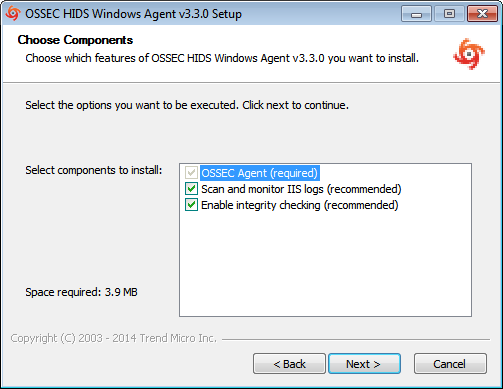 OSSEC HIDS Windows Agent v3.3.0 Setup
Choose Components
Choose which features of OSSEC HIDS Windows Agent v3.3.0 you want to install.
Select the options you want to be executed. Click next to continue.
Select components to install:
OSSEC Agent (required)
Scan and monitor IIS logs (recommended)
Enable integrity checking (recommended)
Space required: 3.9 MB
Copyright (C) 2003 - 2014 Trend Micro Inc.
< Back Next > Cancel